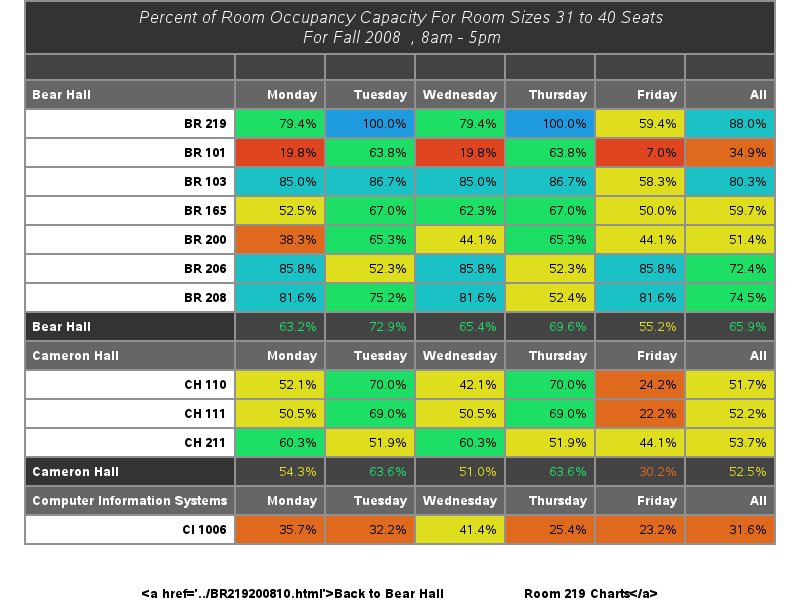 Percent of Room Occupancy Capacity For Room Sizes 31 to 40 Seats
For Fall 2008 , 8am - 5pm
Bear Hall Monday Tuesday Wednesday Thursday Friday All
BR 219 79.4% 100.0% 79.4% 100.0% 59.4% 88.0%
BR 101 19.8% 63.8% 19.8% 63.8% 7.0% 34.9%
BR 103 85.0% 86.7% 85.0% 86.7% 58.3% 80.3%
BR 165 52.5% 67.0% 62.3% 67.0% 50.0% 59.7%
BR 200 38.3% 65.3% 44.1% 65.3% 44.1% 51.4%
BR 206 85.8% 52.3% 85.8% 52.3% 85.8% 72.4%
BR 208 81.6% 75.2% 81.6% 52.4% 81.6% 74.5%
Bear Hall 63.2% 72.9% 65.4% 69.6% 55.2% 65.9%
Cameron Hall Monday Tuesday Wednesday Thursday Friday All
CH 110 52.1% 70.0% 42.1% 70.0% 24.2% 51.7%
CH 111 50.5% 69.0% 50.5% 69.0% 22.2% 52.2%
CH 211 60.3% 51.9% 60.3% 51.9% 44.1% 53.7%
Cameron Hall 54.3% 63.6% 51.0% 63.6% 30.2% 52.5%
Computer Information Systems Monday Tuesday Wednesday Thursday Friday All
CI 1006 35.7% 32.2% 41.4% 25.4% 23.2% 31.6%
<a href='../BR219200810.html'>Back to Bear Hall Room 219 Charts</a>